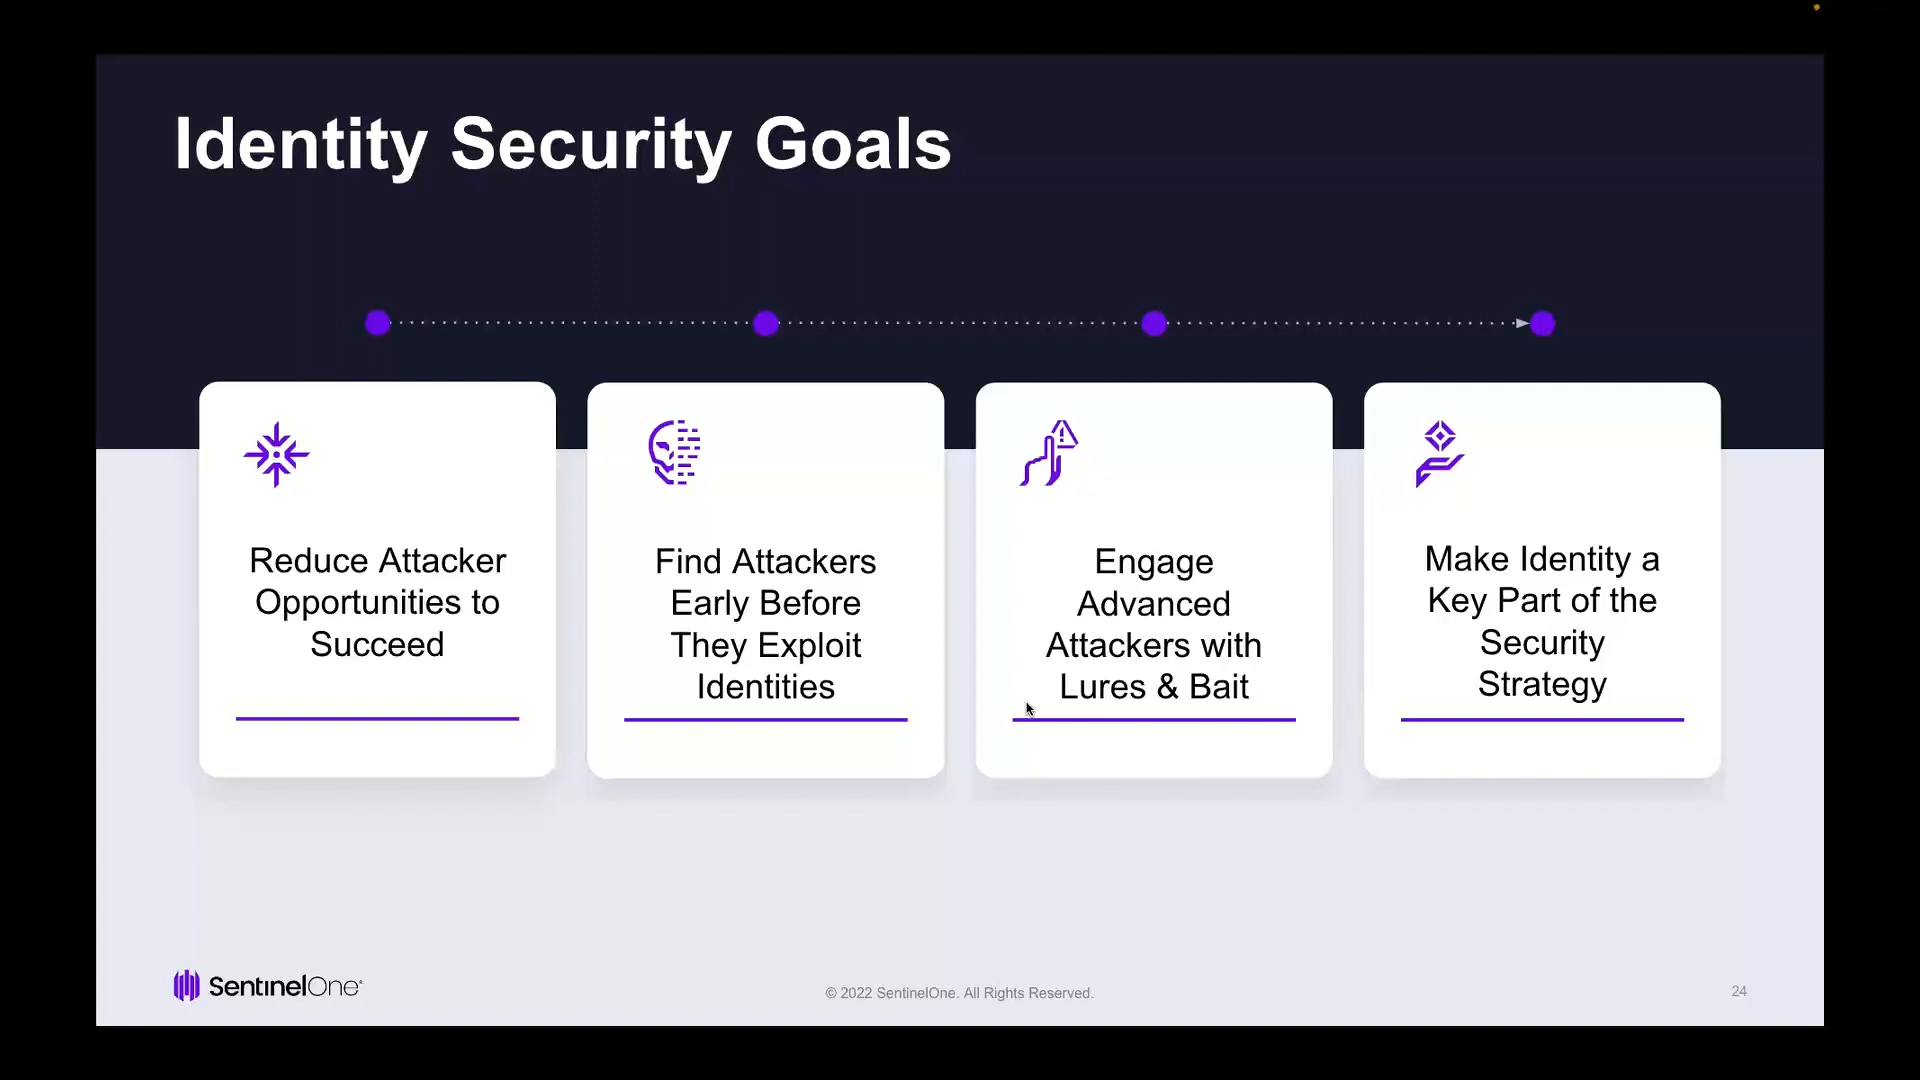 Identity Security Goals
Reduce Attacker
Opportunities to
Succeed
Find Attackers
Early Before
They Exploit
Identities
Engage
Advanced
Attackers with
Lures & Bait
Make Identity a
Key Part of the
Security
Strategy
SentinelOne
© 2022 SentinelOne. All Rights Reserved.
24